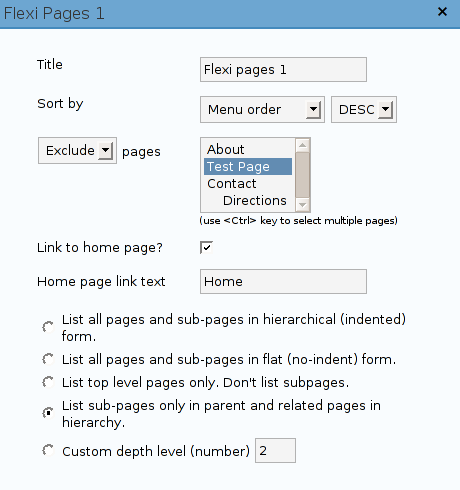 Flexi Pages 1 ×
Title Flexi pages 1
Sort by Menu order DESC
Exclude pages About
Test Page
Contact
Directions
(use <Ctrl> key to select multiple pages)
Link to home page?
Home page link text Home
List all pages and sub-pages in hierarchical (indented)
form.
List all pages and sub-pages in flat (no-indent) form.
List top level pages only. Don't list subpages.
List sub-pages only in parent and related pages in
hierarchy.
Custom depth level (number) 2